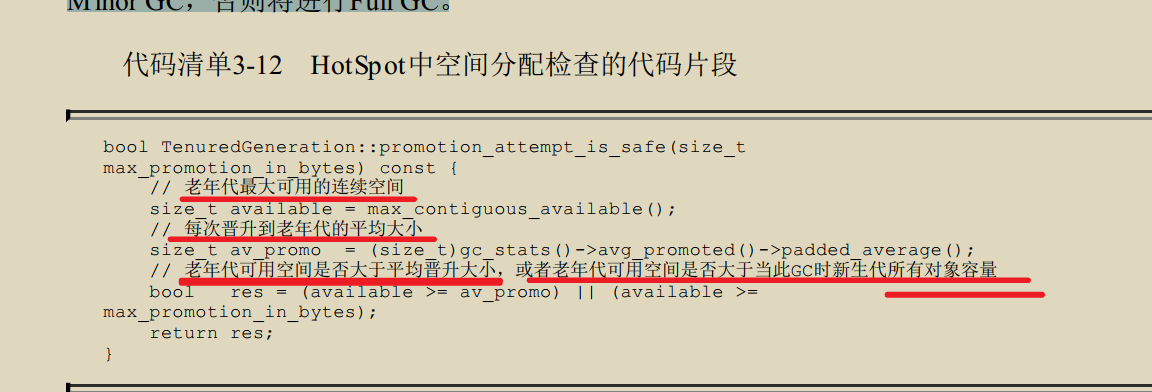 Minor GC，否则将进行Full GC。
代码清单3-12 HotSpot中空间分配检查的代码片段
bool TenuredGeneration::promotion_attempt_is_safe(size_t
max_promotion_in_bytes) const {
// 老年代最大可用的连续空间
size_t available = max_contiguous_available();
// 每次晋升到老年代的平均大小
size_t av_promo = (size_t)gc_stats()->avg_promoted()->padded_average();
// 老年代可用空间是否大于平均晋升大小，或者老年代可用空间是否大于当此GC时新生代所有对象容量
bool res = (available >= av_promo) || (available >=
max_promotion_in_bytes);
return res;
}